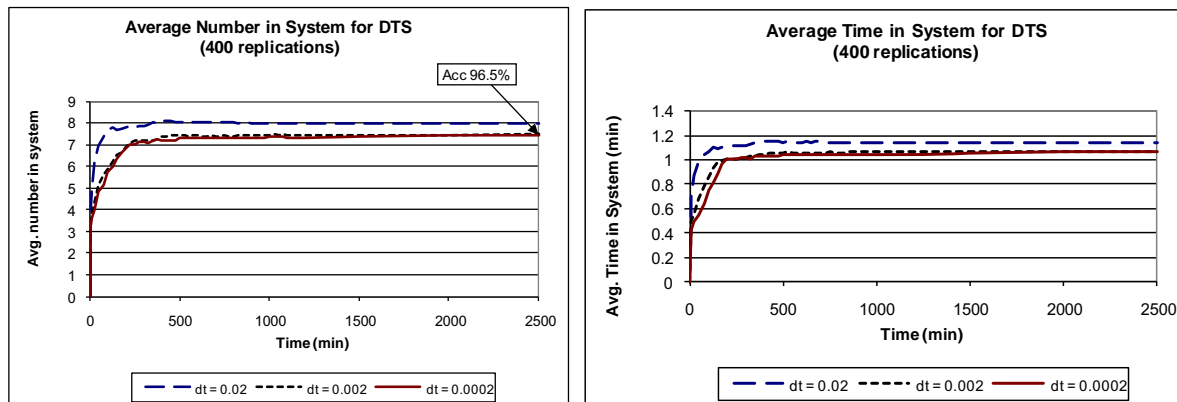 Average Number in System for DTS
(400 replications)
Acc 96.5%
Avg. number in system
9
8
7
6
5
4
3
2
1
0
0 500 1000 1500 2000 2500
Time (min)
dt = 0.02 dt = 0.002 dt = 0.0002
Average Time in System for DTS
(400 replications)
Avg. Time in System (min)
1.4
1.2
1
0.8
0.6
0.4
0.2
0
0 500 1000 1500 2000 2500
Time (min)
dt = 0.02 dt = 0.002 dt = 0.0002